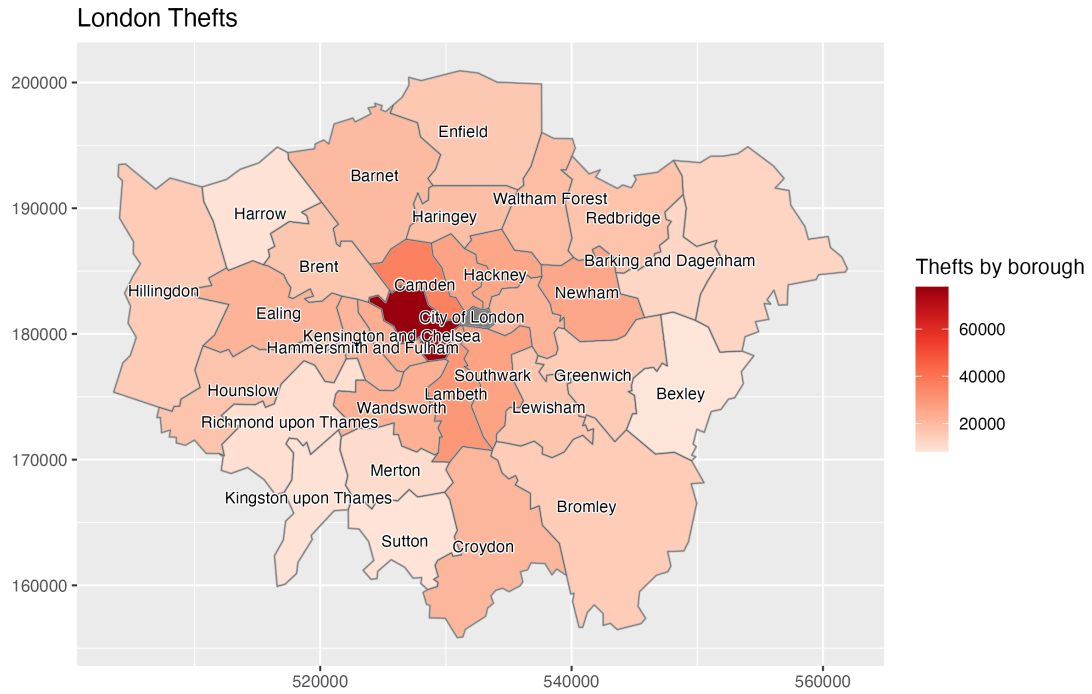 London Thefts
200000
190000
180000
170000
160000
520000
540000
560000
Enfield
Barnet
Waltham Forest
Harrow
Haringey
Redbridge
Brent
Barking and Dagenham
Hackney
Camden
Hillingdon
Newham
Ealing
City of London
Kensington and Chelsea
Hammersmith and Fulham
Southwark
Greenwich
Hounslow
Lambeth
Bexley
Wandsworth
Lewisham
Richmond upon Thames
Merton
Kingston upon Thames
Bromley
Sutton
Croydon
Thefts by borough
60000
40000
20000